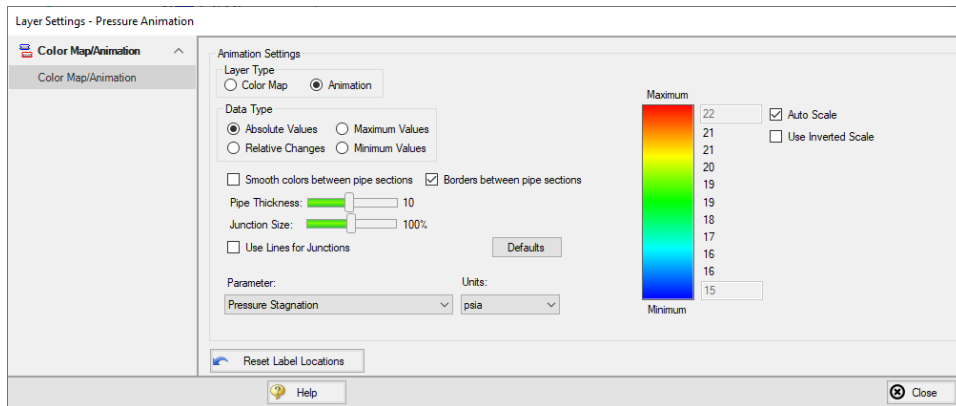 Layer Settings - Pressure Animation
Color Map/Animation
Color Map/Animation
Animation Settings
Layer Type
Color Map Animation
Data Type
Absolute Values Maximum Values
Relative Changes Minimum Values
Smooth colors between pipe sections Borders between pipe sections
Pipe Thickness: 10
Junction Size: 100%
Use Lines for Junctions Defaults
Parameter: Units:
Pressure Stagnation psia
Maximum
22
21
21
20
19
19
18
17
16
16
15
Minimum
Auto Scale
Use Inverted Scale
Reset Label Locations
Help Close